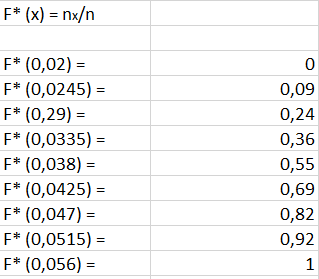 F* (x) = nx/n
F* (0,02) = 0
F* (0,0245) = 0,09
F* (0,29) = 0,24
F* (0,0335) = 0,36
F* (0,038) = 0,55
F* (0,0425) = 0,69
F* (0,047) = 0,82
F* (0,0515) = 0,92
F* (0,056) = 1